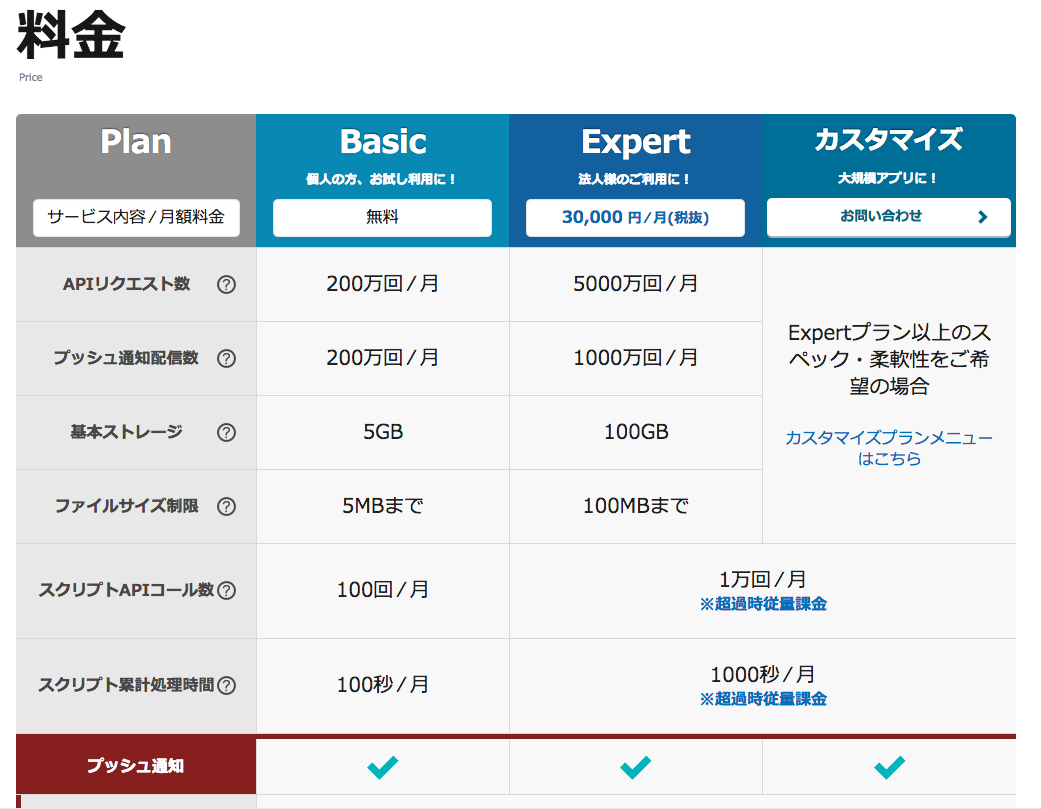 料金
Price
Plan
サービス内容/月額料金
Basic
個人の方、お試し利用に！
無料
Expert
法人様のご利用に！
30,000 円/月(税抜)
カスタマイズ
大規模アプリに！
お問い合わせ
APIリクエスト数 ?
200万回/月
5000万回/月
Expertプラン以上のス
ペック・柔軟性をご希
望の場合
カスタマイズプランメニュー
はこちら
プッシュ通知配信数 ?
200万回/月
1000万回/月
基本ストレージ ?
5GB
100GB
ファイルサイズ制限 ?
5MBまで
100MBまで
スクリプトAPIコール数 ?
100回/月
1万回/月
※超過時従量課金
スクリプト累計処理時間 ?
100秒/月
1000秒/月
※超過時従量課金
プッシュ通知